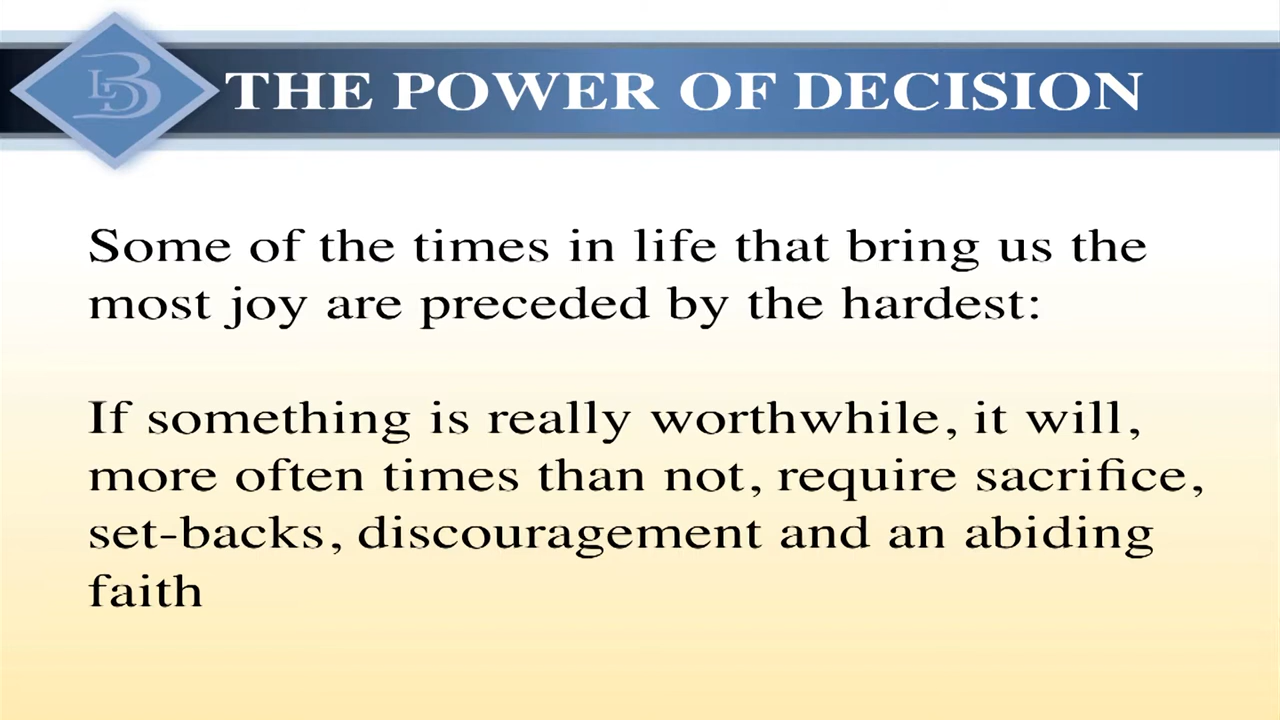 LB
THE POWER OF DECISION
Some of the times in life that bring us the
most joy are preceded by the hardest:
If something is really worthwhile, it will,
more often times than not, require sacrifice,
set-backs, discouragement and an abiding
faith